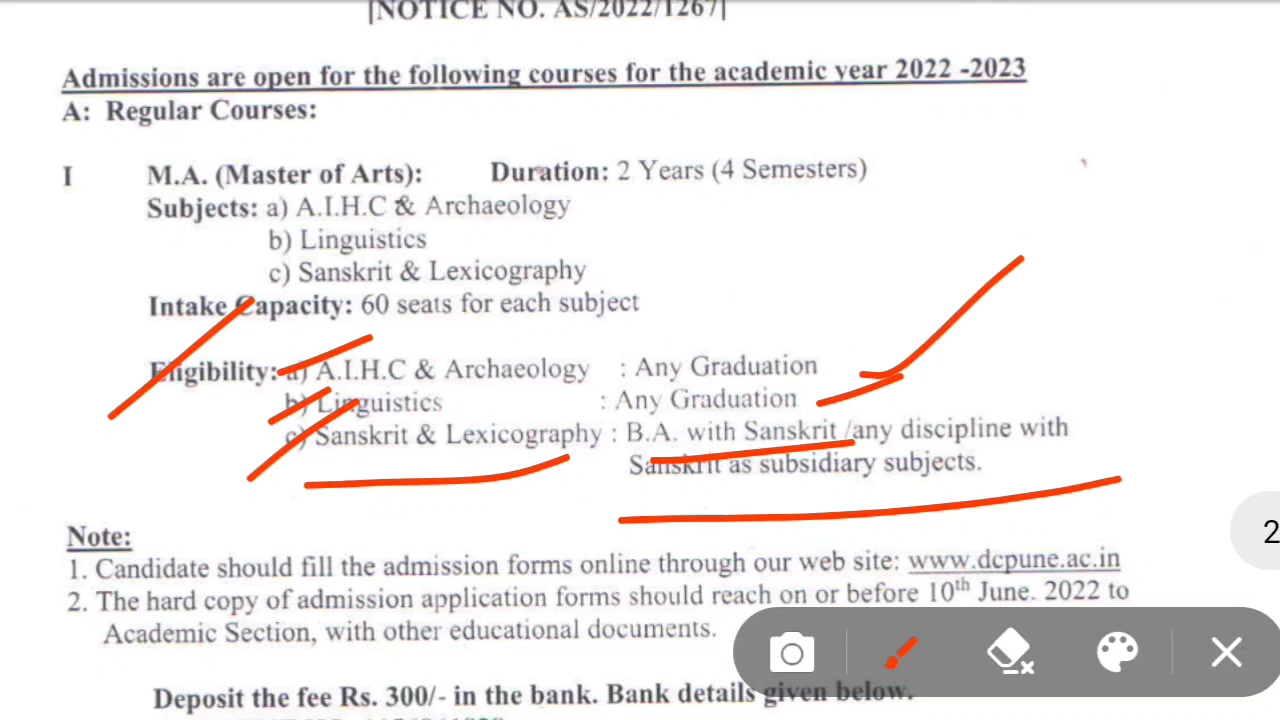 [NOTICE NO. AS/2022/1267]
Admissions are open for the following courses for the academic year 2022 -2023
A: Regular Courses:
I M.A. (Master of Arts): Duration: 2 Years (4 Semesters)
Subjects: a) A.I.H.C & Archaeology
b) Linguistics
c) Sanskrit & Lexicography
Intake Capacity: 60 seats for each subject
Eligibility: a) A.I.H.C & Archaeology : Any Graduation
b) Linguistics : Any Graduation
c) Sanskrit & Lexicography : B.A. with Sanskrit /any discipline with
Sanskrit as subsidiary subjects.
Note:
1. Candidate should fill the admission forms online through our web site: www.dcpune.ac.in
2. The hard copy of admission application forms should reach on or before 10th June. 2022 to
Academic Section, with other educational documents.
Deposit the fee Rs. 300/- in the bank. Bank details given below.
2